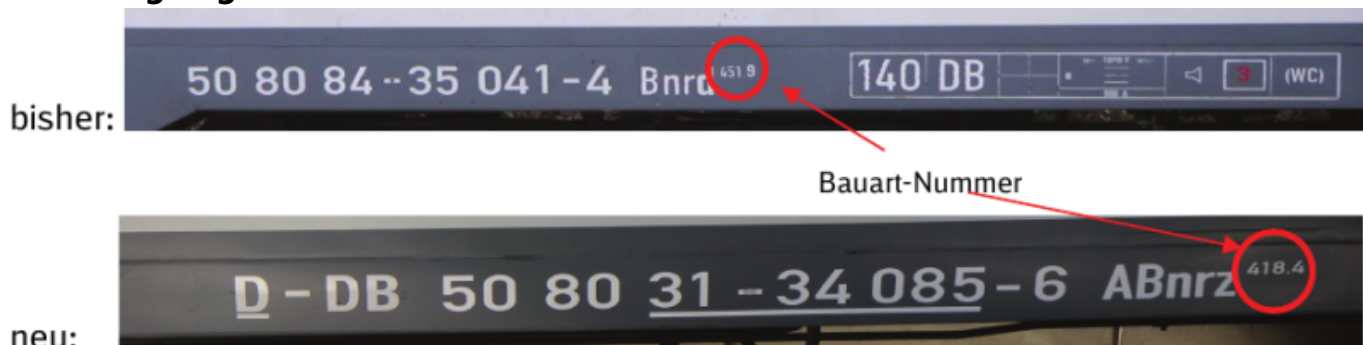 50 80 84--35 041-4 Bnrd 451.9 140 DB 3 (WC)
bisher:
Bauart-Nummer
D-DB 50 80 31-34 085-6 ABnrz 418.4
neu: